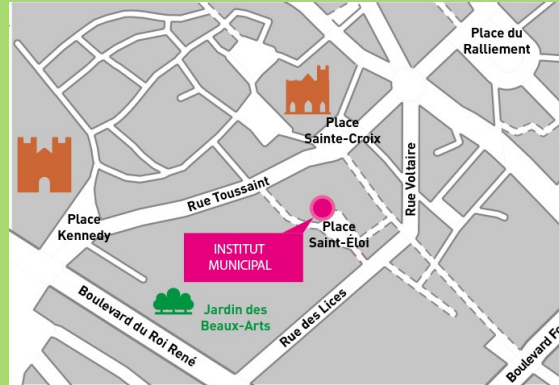 Place du
Ralliement
Place
Sainte-Croix
Rue Voltaire
Rue Toussaint
Place
Kennedy
Place
Saint-Éloi
INSTITUT
MUNICIPAL
Jardin des
Beaux-Arts
Rue des Lices
Boulevard du Roi René
Boulevard Fo